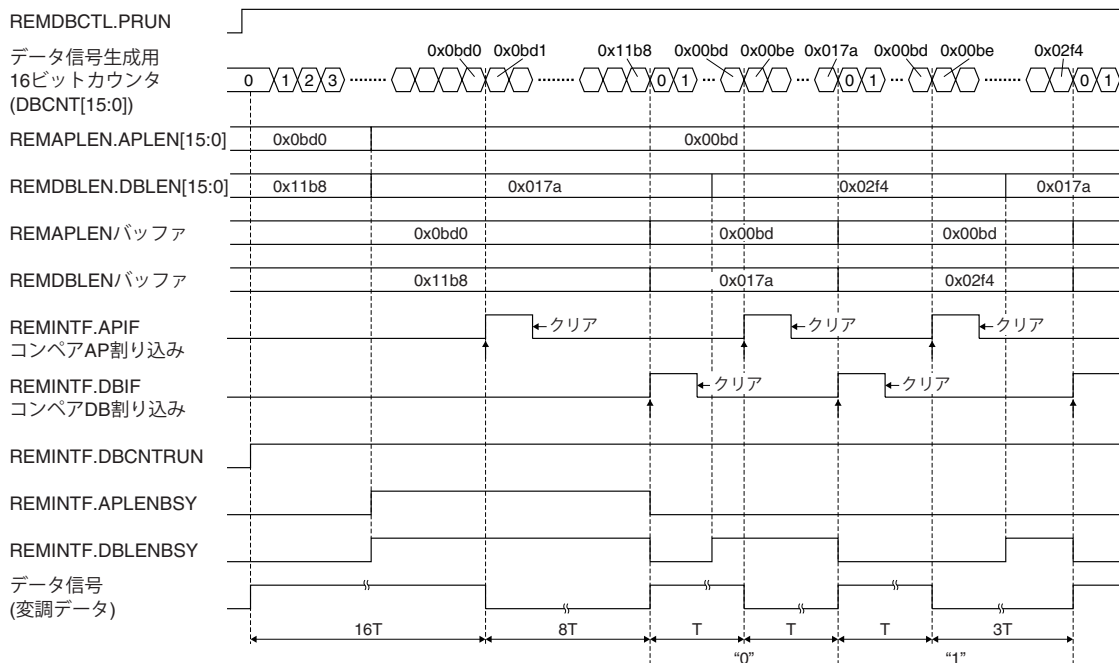 REMDBCTL.PRUN
データ信号生成用
16ビットカウンタ
(DBCNT[15:0])
0x0bd0 0x0bd1 0x11b8 0x00bd 0x00be 0x017a 0x00bd 0x00be 0x02f4
0 1 2 3 ........ ........ 0 1 ... ... 0 1 ... ........ 0 1
REMAPLEN.APLEN[15:0] 0x0bd0 0x00bd
REMDBLEN.DBLEN[15:0] 0x11b8 0x017a 0x02f4 0x017a
REMAPLENバッファ 0x0bd0 0x00bd 0x00bd
REMDBLENバッファ 0x11b8 0x017a 0x02f4
REMINTF.APIF
コンペアAP割り込み
クリア クリア クリア
REMINTF.DBIF
コンペアDB割り込み
クリア クリア
REMINTF.DBCNTRUN
REMINTF.APLENBSY
REMINTF.DBLENBSY
データ信号
(変調データ)
16T 8T T T T 3T
“0” “1”